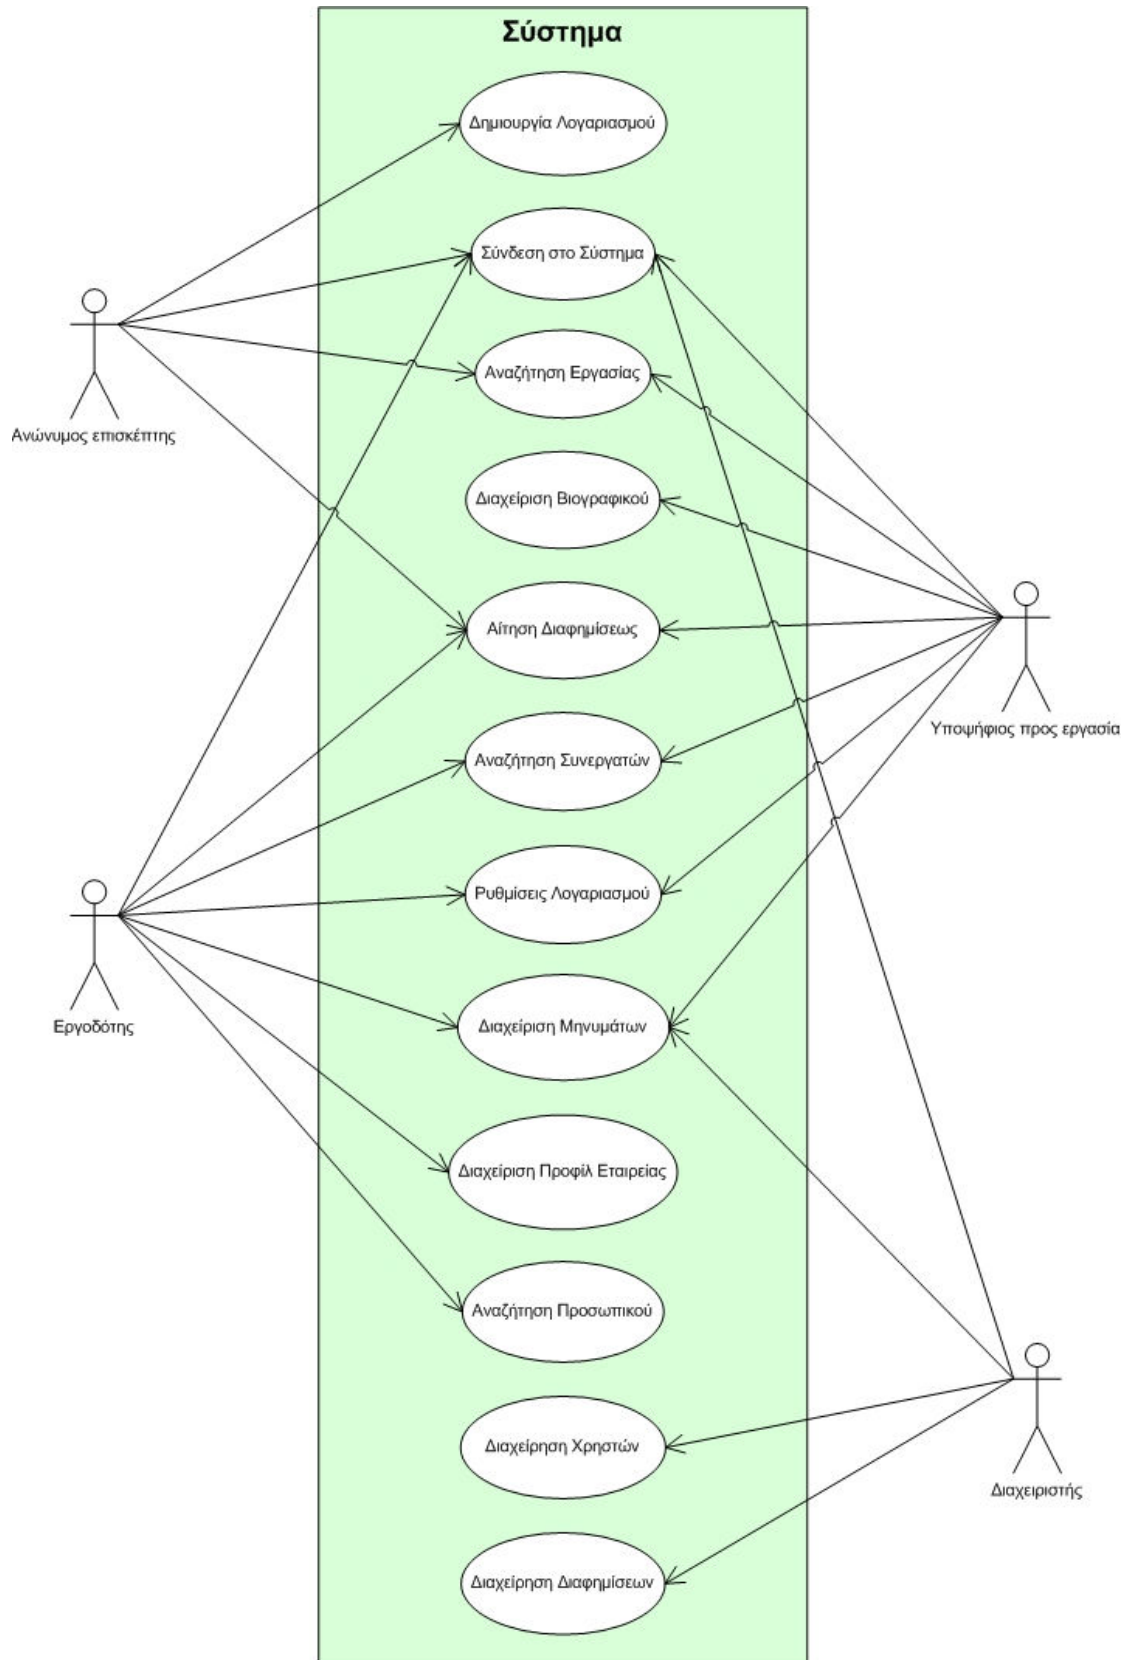 Σύστημα
Δημιουργία Λογαριασμού
Σύνδεση στο Σύστημα
Αναζήτηση Εργασίας
Ανώνυμος επισκέπτης
Διαχείριση Βιογραφικού
Αίτηση Διαφημίσεως
Υποψήφιος προς εργασία
Αναζήτηση Συνεργατών
Ρυθμίσεις Λογαριασμού
Εργοδότης
Διαχείριση Μηνυμάτων
Διαχείριση Προφίλ Εταιρείας
Αναζήτηση Προσωπικού
Διαχείρηση Χρηστών
Διαχειριστής
Διαχείρηση Διαφημίσεων